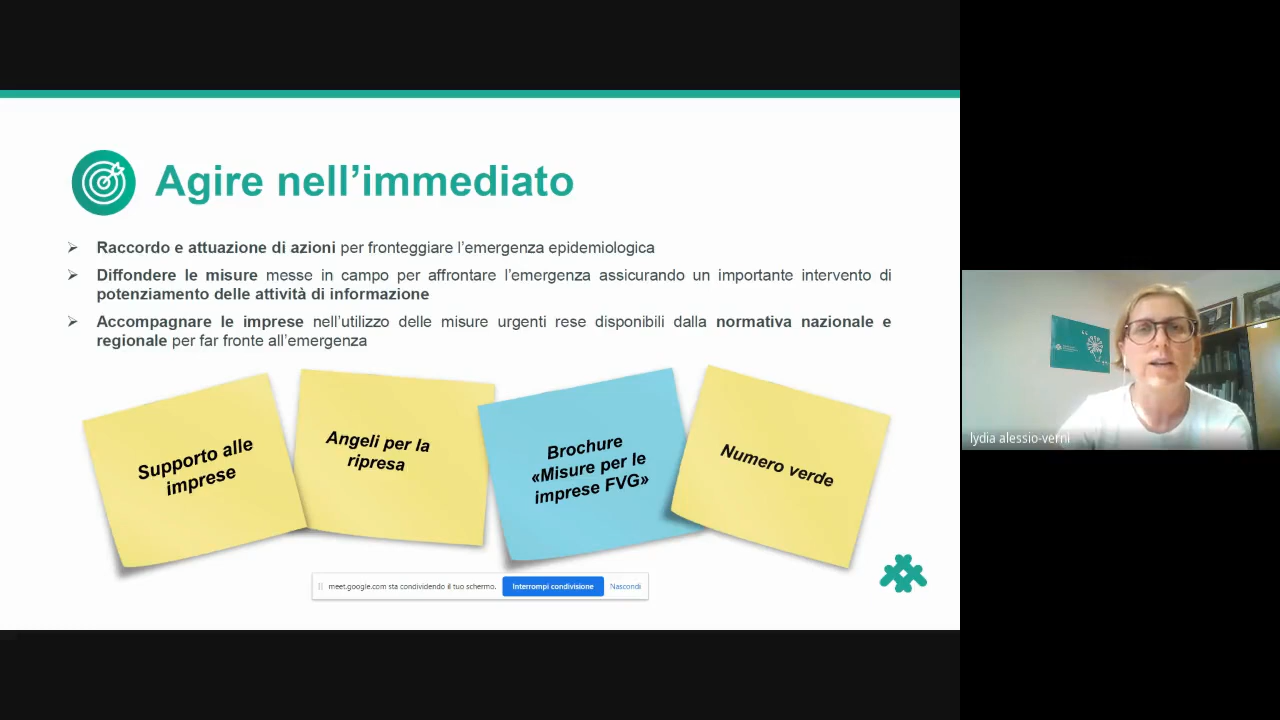 Agire nell’immediato
➢ Raccordo e attuazione di azioni per fronteggiare l’emergenza epidemiologica
➢ Diffondere le misure messe in campo per affrontare l’emergenza assicurando un importante intervento di
potenziamento delle attività di informazione
➢ Accompagnare le imprese nell’utilizzo delle misure urgenti rese disponibili dalla normativa nazionale e
regionale per far fronte all’emergenza
Supporto alle
imprese
Angeli per la
ripresa
Brochure
«Misure per le
imprese FVG»
Numero verde
meet.google.com sta condividendo il tuo schermo. Interrompi condivisione Nascondi
lydia alessio-verni